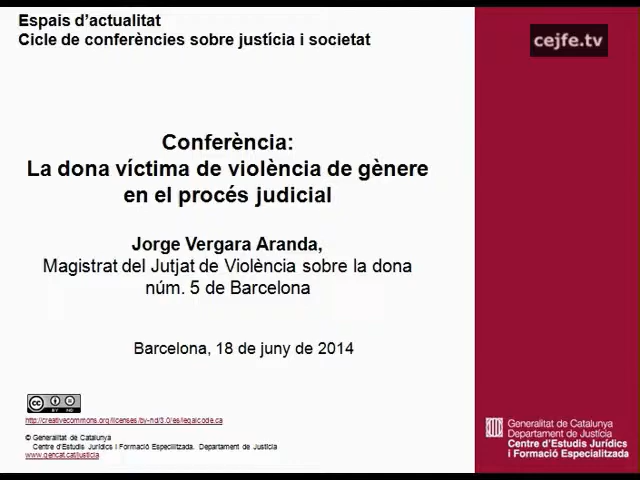 Espais d'actualitat
Cicle de conferències sobre justícia i societat
cejfe.tv
Conferència:
La dona víctima de violència de gènere
en el procés judicial
Jorge Vergara Aranda,
Magistrat del Jutjat de Violència sobre la dona
núm. 5 de Barcelona
Barcelona, 18 de juny de 2014
cc
BY ND
http://creativecommons.org/licenses/by-nd/3.0/es/legalcode.ca
© Generalitat de Catalunya
Centre d'Estudis Jurídics i Formació Especialitzada. Departament de Justícia
www.gencat.cat/justicia
Generalitat de Catalunya
Departament de Justícia
Centre d'Estudis Jurídics
i Formació Especialitzada